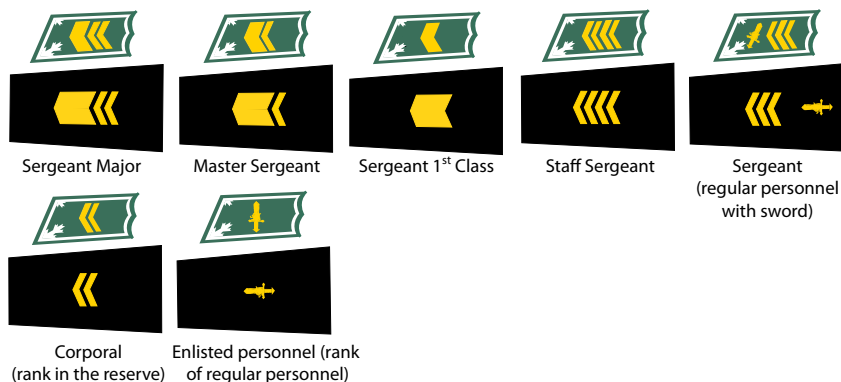 Sergeant Major
Master Sergeant
Sergeant 1st Class
Staff Sergeant
Sergeant
(regular personnel
with sword)
Corporal
(rank in the reserve)
Enlisted personnel (rank
of regular personnel)